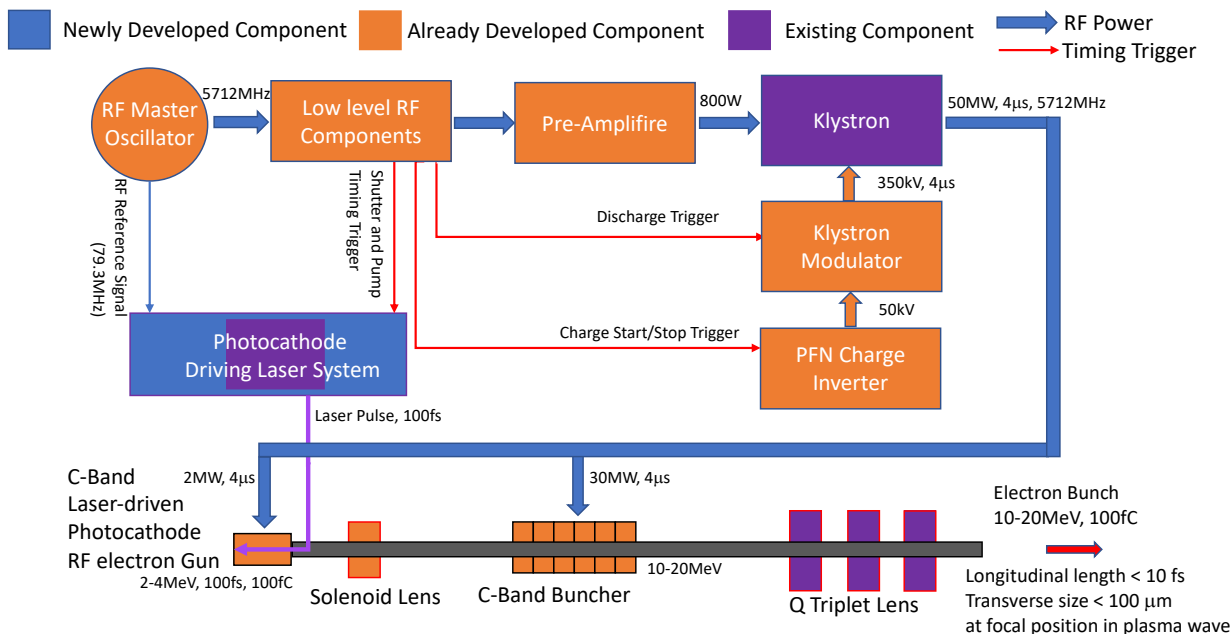 Newly Developed Component
Already Developed Component
Existing Component
RF Power
Timing Trigger
RF Master
Oscillator
5712MHz
Low level RF
Components
Pre-Amplifire
800W
Klystron
50MW, 4μs, 5712MHz
350kV, 4μs
RF Reference Signal
(79.3MHz)
Shutter and Pump
Timing Trigger
Discharge Trigger
Klystron
Modulator
50kV
Charge Start/Stop Trigger
PFN Charge
Inverter
Photocathode
Driving Laser System
Laser Pulse, 100fs
C-Band
Laser-driven
Photocathode
RF electron Gun
2MW, 4μs
30MW, 4μs
2-4MeV, 100fs, 100fC
Solenoid Lens
C-Band Buncher
10-20MeV
Q Triplet Lens
Electron Bunch
10-20MeV, 100fC
Longitudinal length < 10 fs
Transverse size < 100 μm
at focal position in plasma wave